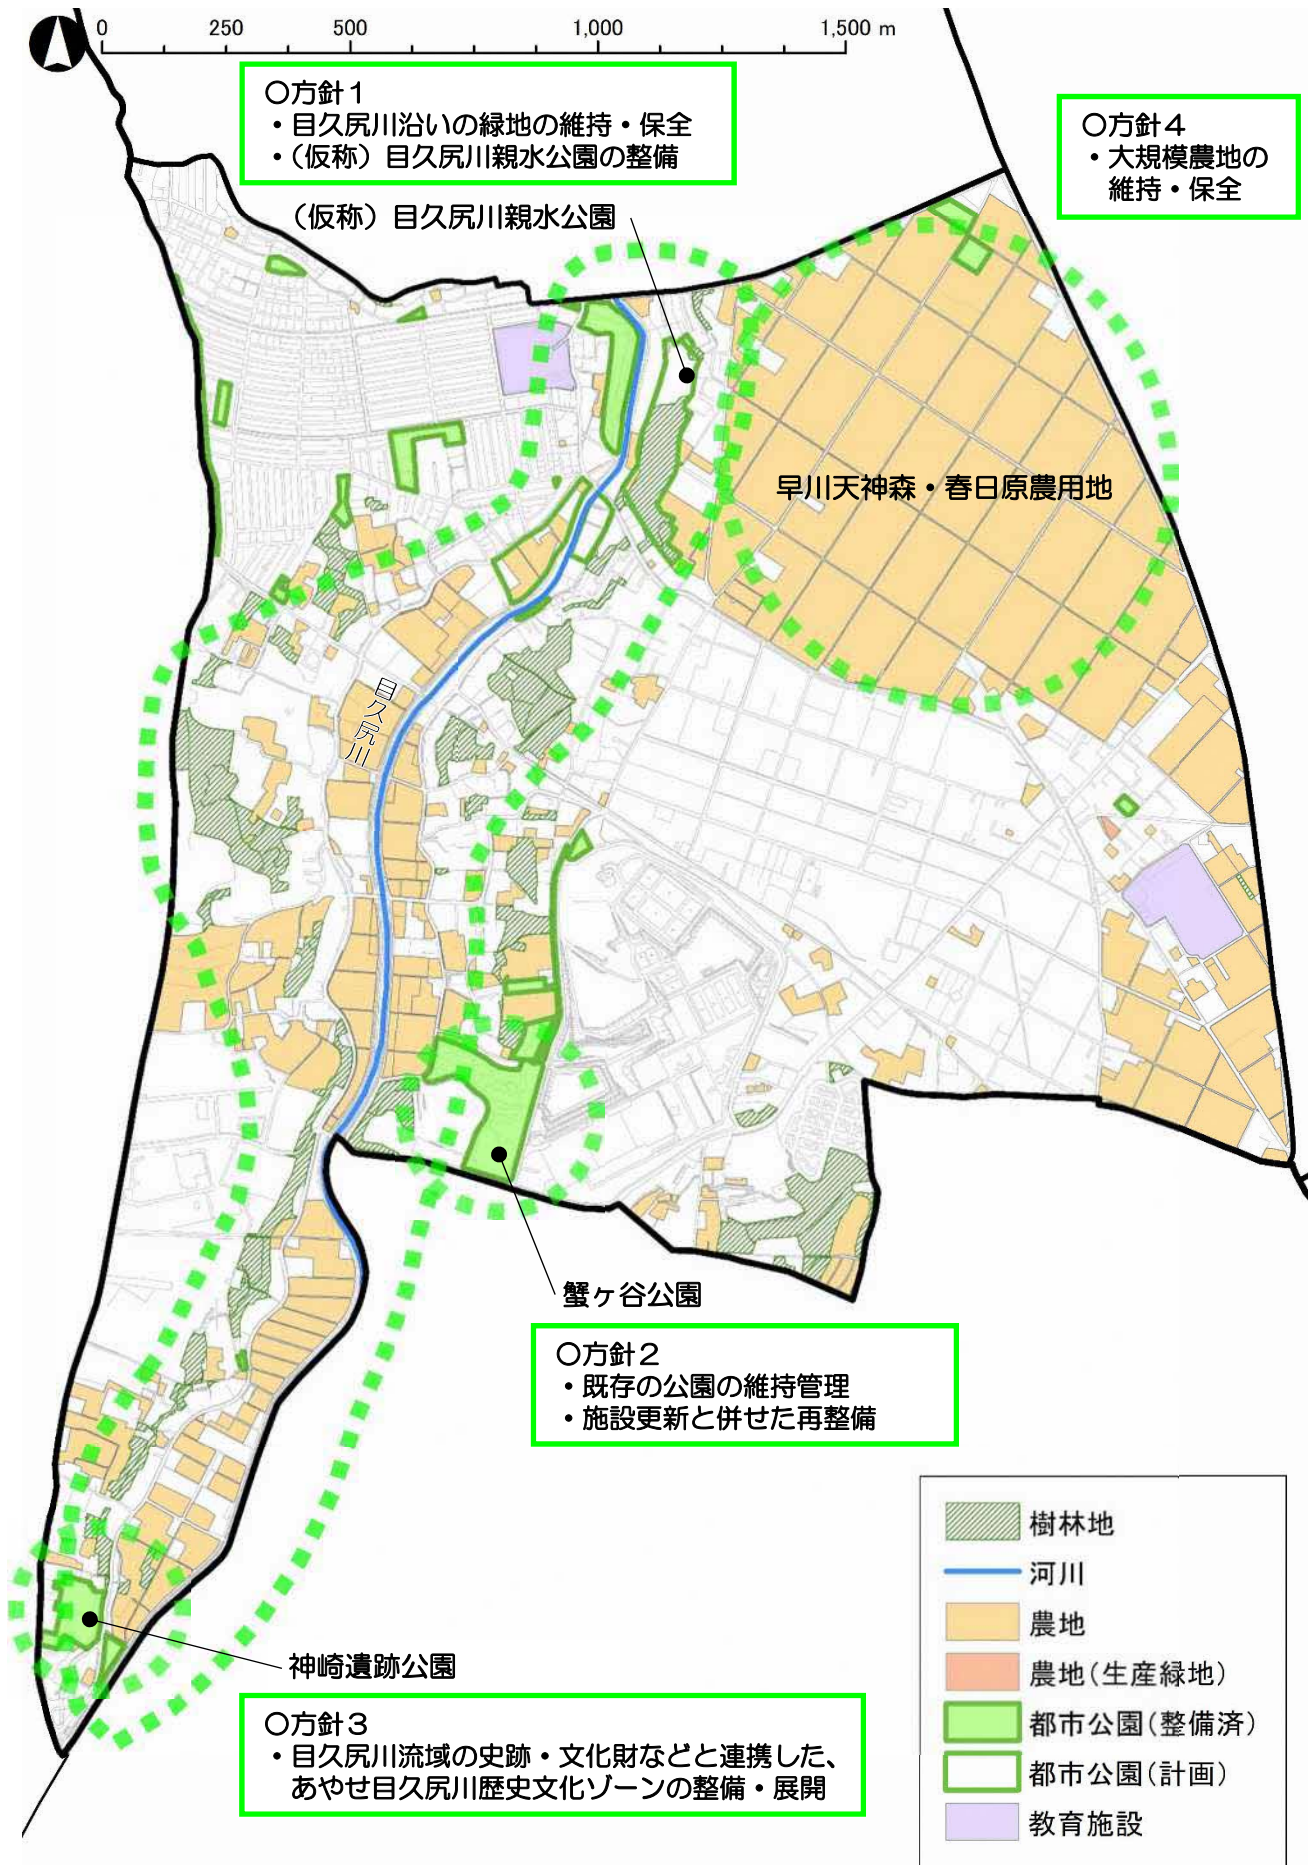 0 250 500 1,000 1,500 m
○方針1
・目久尻川沿いの緑地の維持・保全
・（仮称）目久尻川親水公園の整備
○方針4
・大規模農地の
維持・保全
（仮称）目久尻川親水公園
早川天神森・春日原農用地
目久尻川
蟹ヶ谷公園
○方針2
・既存の公園の維持管理
・施設更新と併せた再整備
神崎遺跡公園
○方針3
・目久尻川流域の史跡・文化財などと連携した、
あやせ目久尻川歴史文化ゾーンの整備・展開
樹林地
河川
農地
農地(生産緑地)
都市公園(整備済)
都市公園(計画)
教育施設